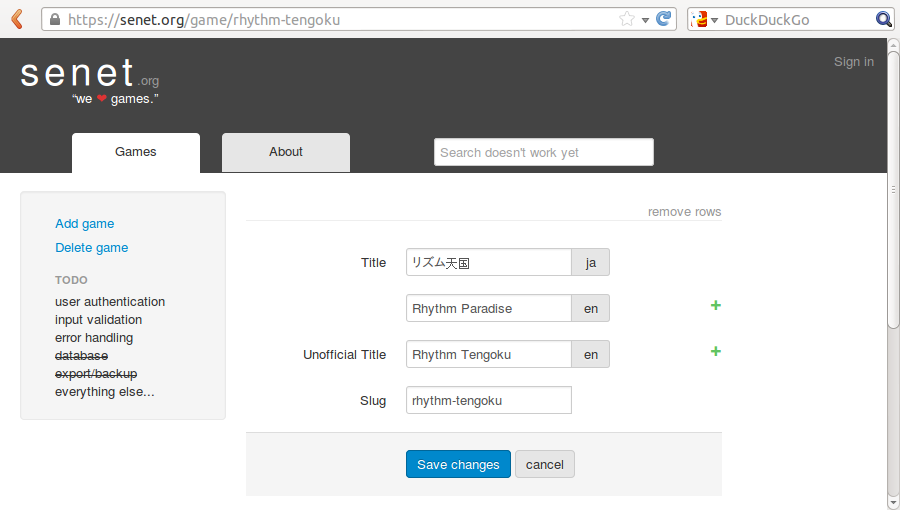 https://senet.org/game/rhythm-tengoku
DuckDuckGo
Sign in
senet.org
“we ❤ games.”
Games
About
Search doesn't work yet
Add game
Delete game
TODO
user authentication
input validation
error handling
database
export/backup
everything else...
remove rows
Title
リズム天国
ja
Rhythm Paradise
en
+
Unofficial Title
Rhythm Tengoku
en
+
Slug
rhythm-tengoku
Save changes
cancel